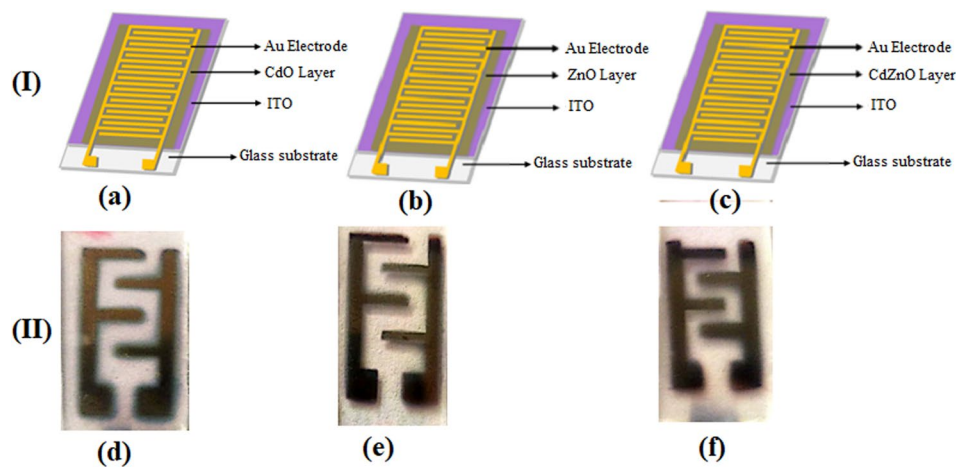 (I)
Au Electrode
CdO Layer
ITO
Glass substrate
(a)
Au Electrode
ZnO Layer
ITO
Glass substrate
(b)
Au Electrode
CdZnO Layer
ITO
Glass substrate
(c)
(II)
(d)
(e)
(f)